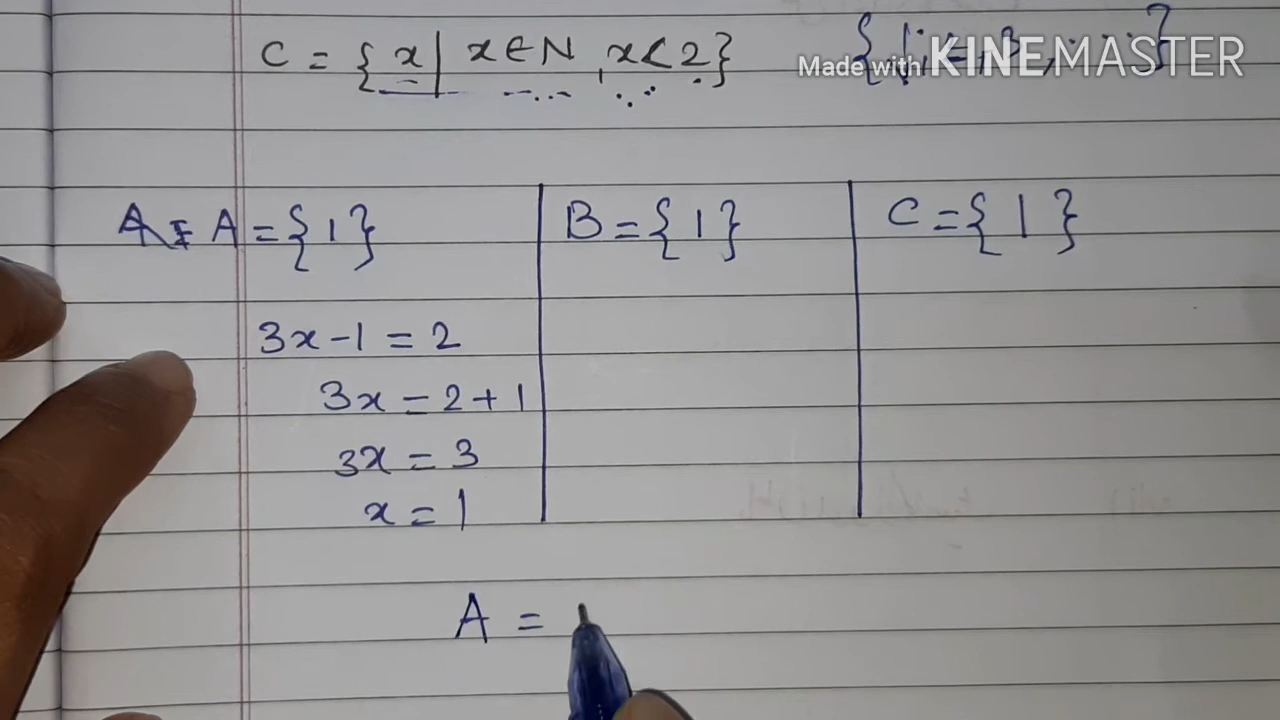 C = {x | x ∈ N, x < 2}
Made with KINEMASTER
A = A = {1}
B = {1}
C = {1}
3x - 1 = 2
3x = 2 + 1
3x = 3
x = 1
A =